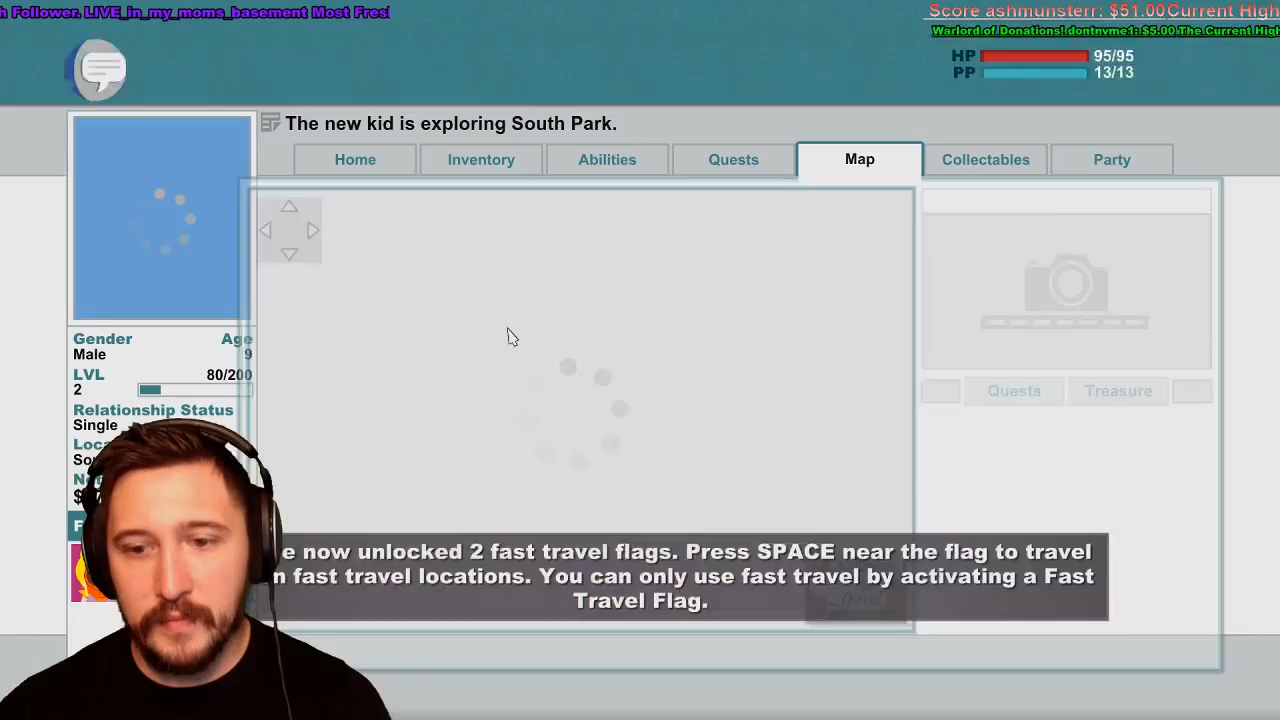 h Follower. LIVE_in_my_moms_basement Most Fres
Score ashmunsterr: $51.00Current High
Warlord of Donations! dontnvme1: $5.00 The Current High
HP 95/95
PP 13/13
The new kid is exploring South Park.
Home Inventory Abilities Quests Map Collectables Party
Gender Age
Male 9
LVL 80/200
2
Relationship Status
Single
Loca
Sou
$
F
Quests Treasure
e now unlocked 2 fast travel flags. Press SPACE near the flag to travel
n fast travel locations. You can only use fast travel by activating a Fast
Travel Flag.
Travel